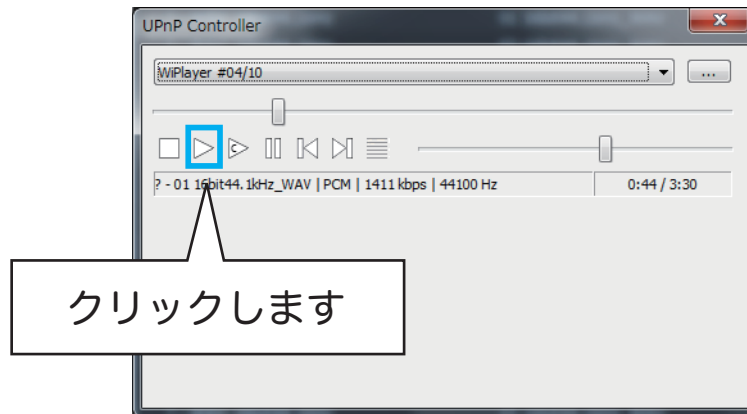 UPnP Controller
WiPlayer #04/10
...
C
? - 01 16bit44.1kHz_WAV | PCM | 1411 kbps | 44100 Hz
0:44 / 3:30
クリックします